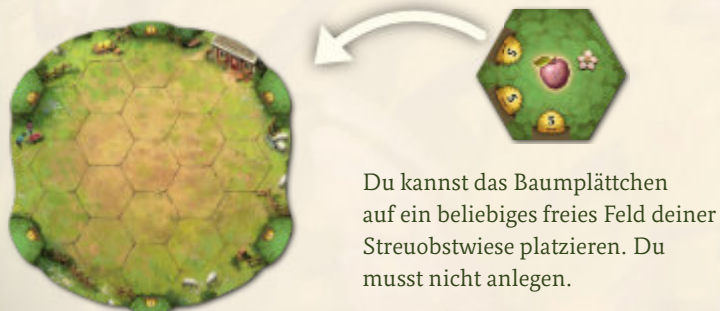 Du kannst das Baumplättchen
auf ein beliebiges freies Feld deiner
Streuobstwiese platzieren. Du
musst nicht anlegen.